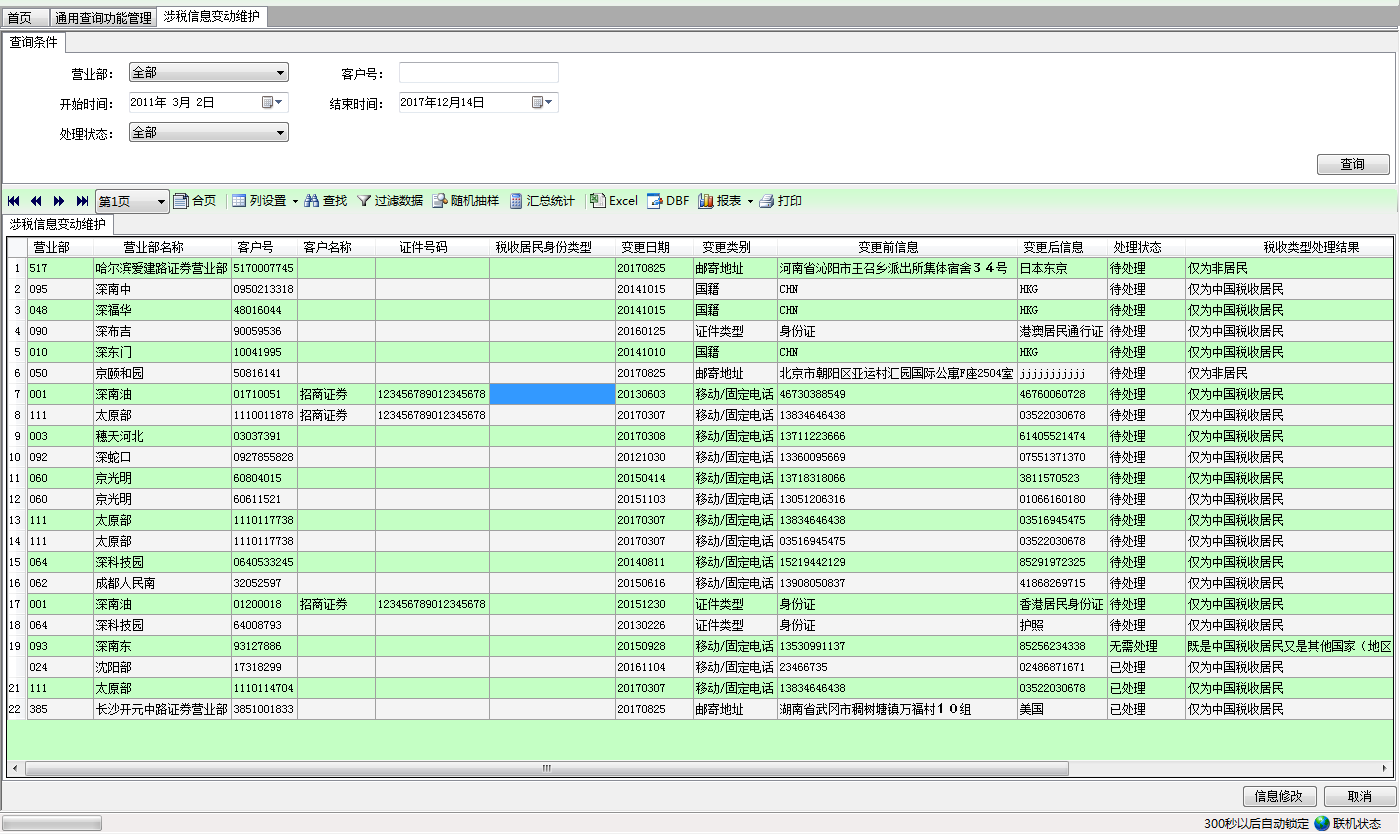 首页 通用查询功能管理 涉税信息变动维护
查询条件
营业部： 全部 客户号：
开始时间： 2011年 3月 2日 结束时间： 2017年12月14日
处理状态： 全部
查询
第1页 合页 列设置 查找 过滤数据 随机抽样 汇总统计 Excel DBF 报表 打印
涉税信息变动维护
营业部 营业部名称 客户号 客户名称 证件号码 税收居民身份类型 变更日期 变更类别 变更前信息 变更后信息 处理状态 税收类型处理结果
1 517 哈尔滨爱建路证券营业部 5170007745 20170825 邮寄地址 河南省沁阳市王召乡派出所集体宿舍３４号 日本东京 待处理 仅为非居民
2 095 深南中 0950213318 20141015 国籍 CHN HKG 待处理 仅为中国税收居民
3 048 深福华 48016044 20141015 国籍 CHN HKG 待处理 仅为中国税收居民
4 090 深布吉 90059536 20160125 证件类型 身份证 港澳居民通行证 待处理 仅为中国税收居民
5 010 深东门 10041995 20141010 国籍 CHN HKG 待处理 仅为中国税收居民
6 050 京颐和园 50816141 20170825 邮寄地址 北京市朝阳区亚运村汇园国际公寓F座2504室 jjjjjjjjjjj 待处理 仅为非居民
7 001 深南油 01710051 招商证券 123456789012345678 20130603 移动/固定电话 46730388549 46760060728 待处理 仅为中国税收居民
8 111 太原部 1110011878 招商证券 123456789012345678 20170307 移动/固定电话 13834646438 03522030678 待处理 仅为中国税收居民
9 003 穗天河北 03037391 20170308 移动/固定电话 13711223666 61405521474 待处理 仅为中国税收居民
10 092 深蛇口 0927855828 20121030 移动/固定电话 13360095669 07551371370 待处理 仅为中国税收居民
11 060 京光明 60804015 20150414 移动/固定电话 13718318066 3811570523 待处理 仅为中国税收居民
12 060 京光明 60611521 20151103 移动/固定电话 13051206316 01066160180 待处理 仅为中国税收居民
13 111 太原部 1110117738 20170307 移动/固定电话 13834646438 03516945475 待处理 仅为中国税收居民
14 111 太原部 1110117738 20170307 移动/固定电话 03516945475 03522030678 待处理 仅为中国税收居民
15 064 深科技园 0640533245 20140811 移动/固定电话 15219442129 85291972325 待处理 仅为中国税收居民
16 062 成都人民南 32052597 20150616 移动/固定电话 13908050837 41868269715 待处理 仅为中国税收居民
17 001 深南油 01200018 招商证券 123456789012345678 20151230 证件类型 身份证 香港居民身份证 待处理 仅为中国税收居民
18 064 深科技园 64008793 20130226 证件类型 身份证 护照 待处理 仅为中国税收居民
19 093 深南东 93127886 20150928 移动/固定电话 13530991137 85256234338 无需处理 既是中国税收居民又是其他国家（地区
024 沈阳部 17318299 20161104 移动/固定电话 23466735 02486871671 已处理 仅为中国税收居民
21 111 太原部 1110114704 20170307 移动/固定电话 13834646438 03522030678 已处理 仅为中国税收居民
22 385 长沙开元中路证券营业部 3851001833 20170825 邮寄地址 湖南省武冈市稠树塘镇万福村１０组 美国 已处理 仅为中国税收居民
信息修改 取消
300秒以后自动锁定 联机状态